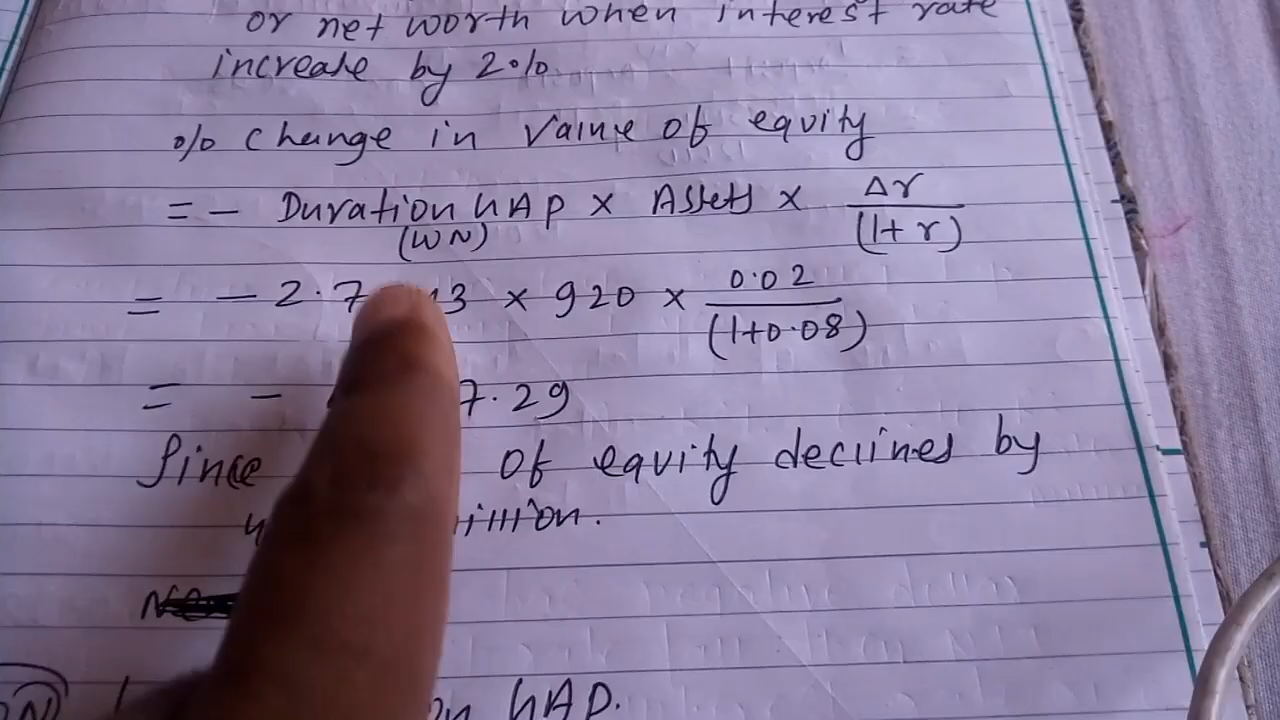 or net worth when interest rate
increase by 2%
% change in value of equity
= - Duration GAP × Assets × Δr / (1+r)
(WN)
= - 2.7 13 × 920 × 0.02 / (1+0.08)
= - 7.29
Since of equity declines by
illion.
GAP.